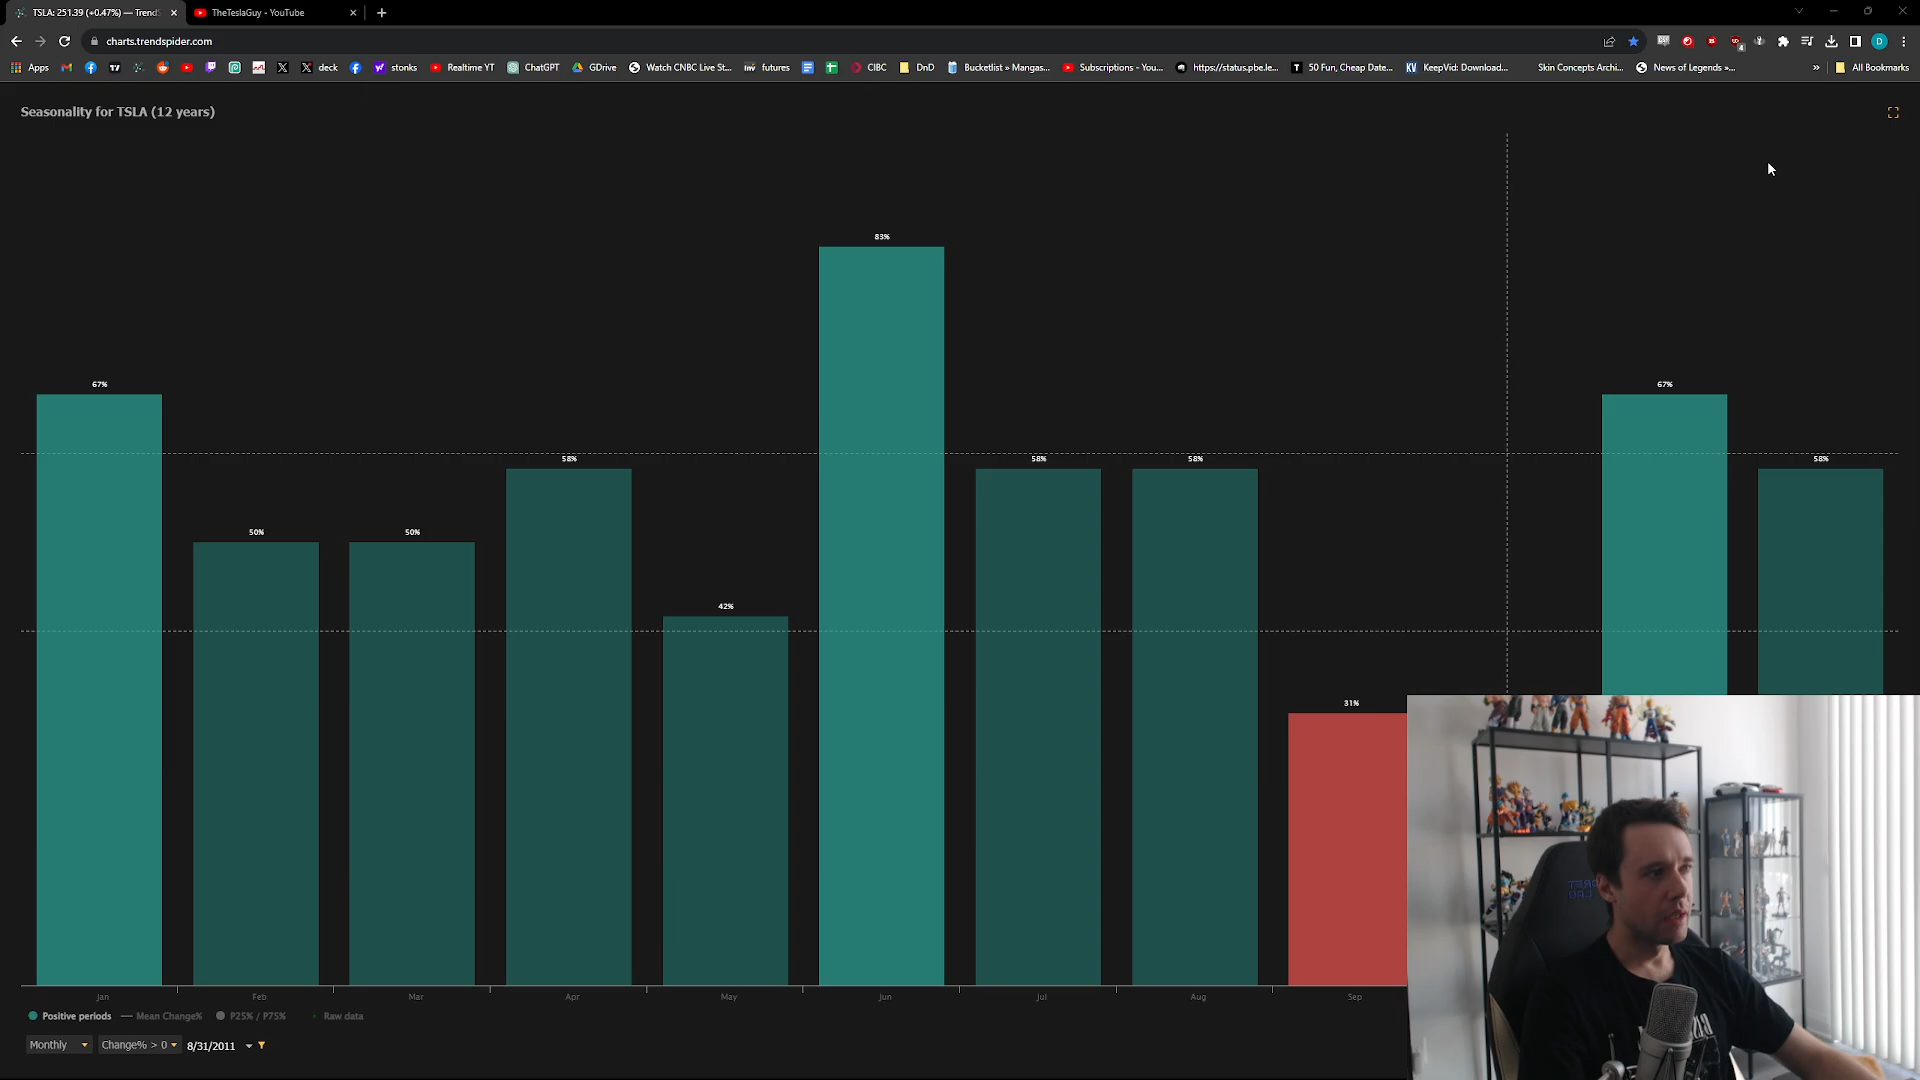 TSLA: 251.39 (+0.47%) — TrendS
TheTeslaGuy - YouTube
charts.trendspider.com
Apps
deck
stonks
Realtime YT
ChatGPT
GDrive
Watch CNBC Live St...
inv futures
CIBC
DnD
Bucketlist » Mangas...
Subscriptions - You...
https://status.pbe.le...
T 50 Fun, Cheap Date...
KV KeepVid: Download...
Skin Concepts Archi...
News of Legends »...
»
All Bookmarks
Seasonality for TSLA (12 years)
83%
67%
67%
58%
58%
58%
58%
50%
50%
42%
31%
Jan
Feb
Mar
Apr
May
Jun
Jul
Aug
Sep
Positive periods
Mean Change%
P25% / P75%
Raw data
Monthly
Change% > 0
8/31/2011